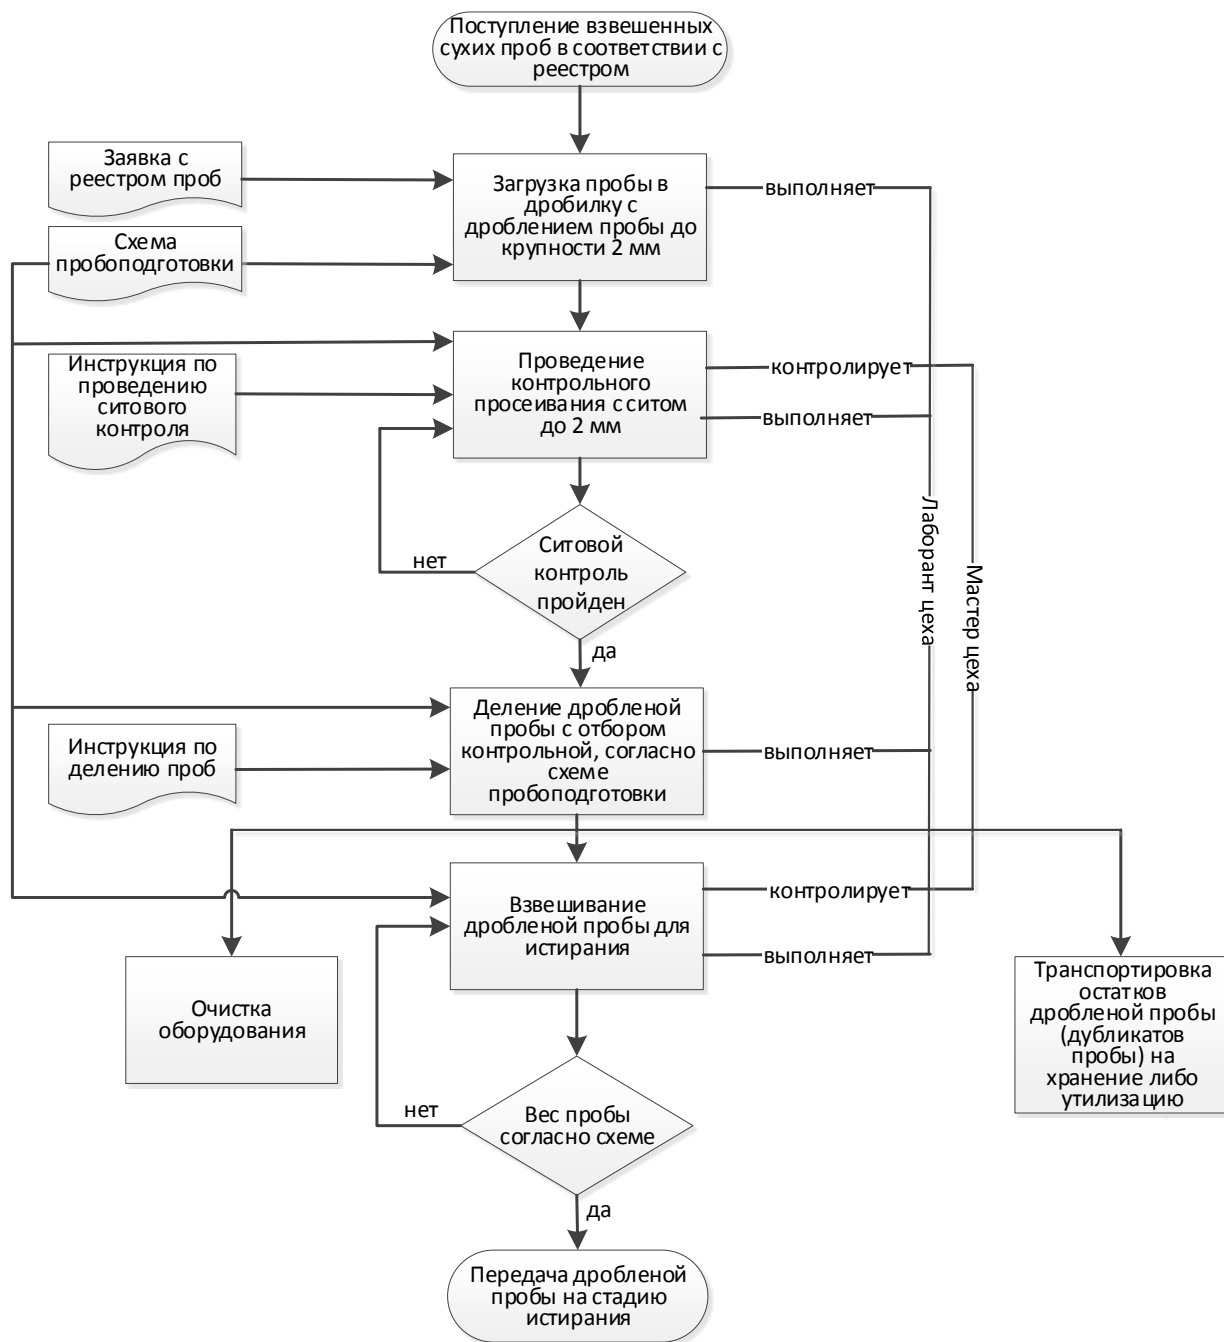 Поступление взвешенных
сухих проб в соответствии с
реестром
Заявка с
реестром проб
Загрузка пробы в
дробилку с
дроблением пробы до
крупности 2 мм
выполняет
Схема
пробоподготовки
Инструкция по
проведению
ситового
контроля
Проведение
контрольного
просеивания с ситом
до 2 мм
контролирует
выполняет
Лаборант цеха
Мастер цеха
Ситовой
контроль
пройден
нет
да
Инструкция по
делению проб
Деление дробленой
пробы с отбором
контрольной, согласно
схеме
пробоподготовки
выполняет
Взвешивание
дробленой пробы для
истирания
контролирует
выполняет
Очистка
оборудования
Транспортировка
остатков
дробленой пробы
(дубликатов
пробы) на
хранение либо
утилизацию
нет
Вес пробы
согласно схеме
да
Передача дробленой
пробы на стадию
истирания